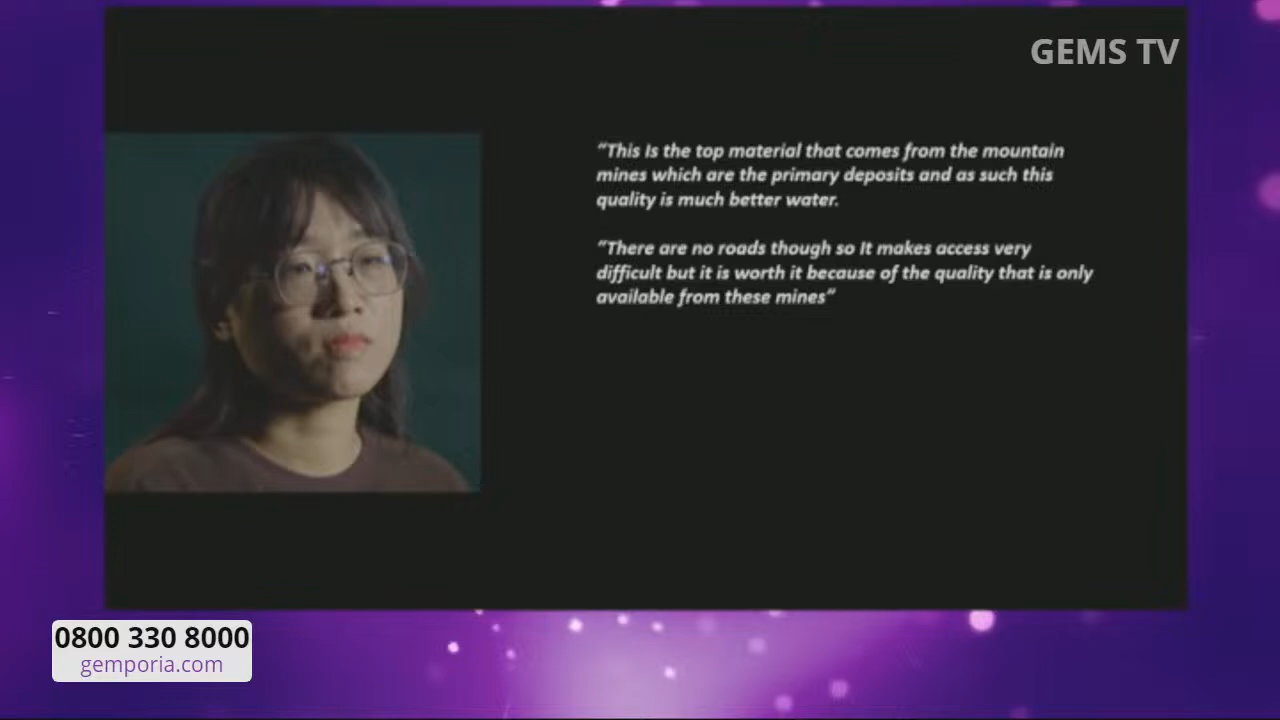 GEMS TV
“This Is the top material that comes from the mountain
mines which are the primary deposits and as such this
quality is much better water.
“There are no roads though so It makes access very
difficult but it is worth it because of the quality that is only
available from these mines”
0800 330 8000
gemporia.com